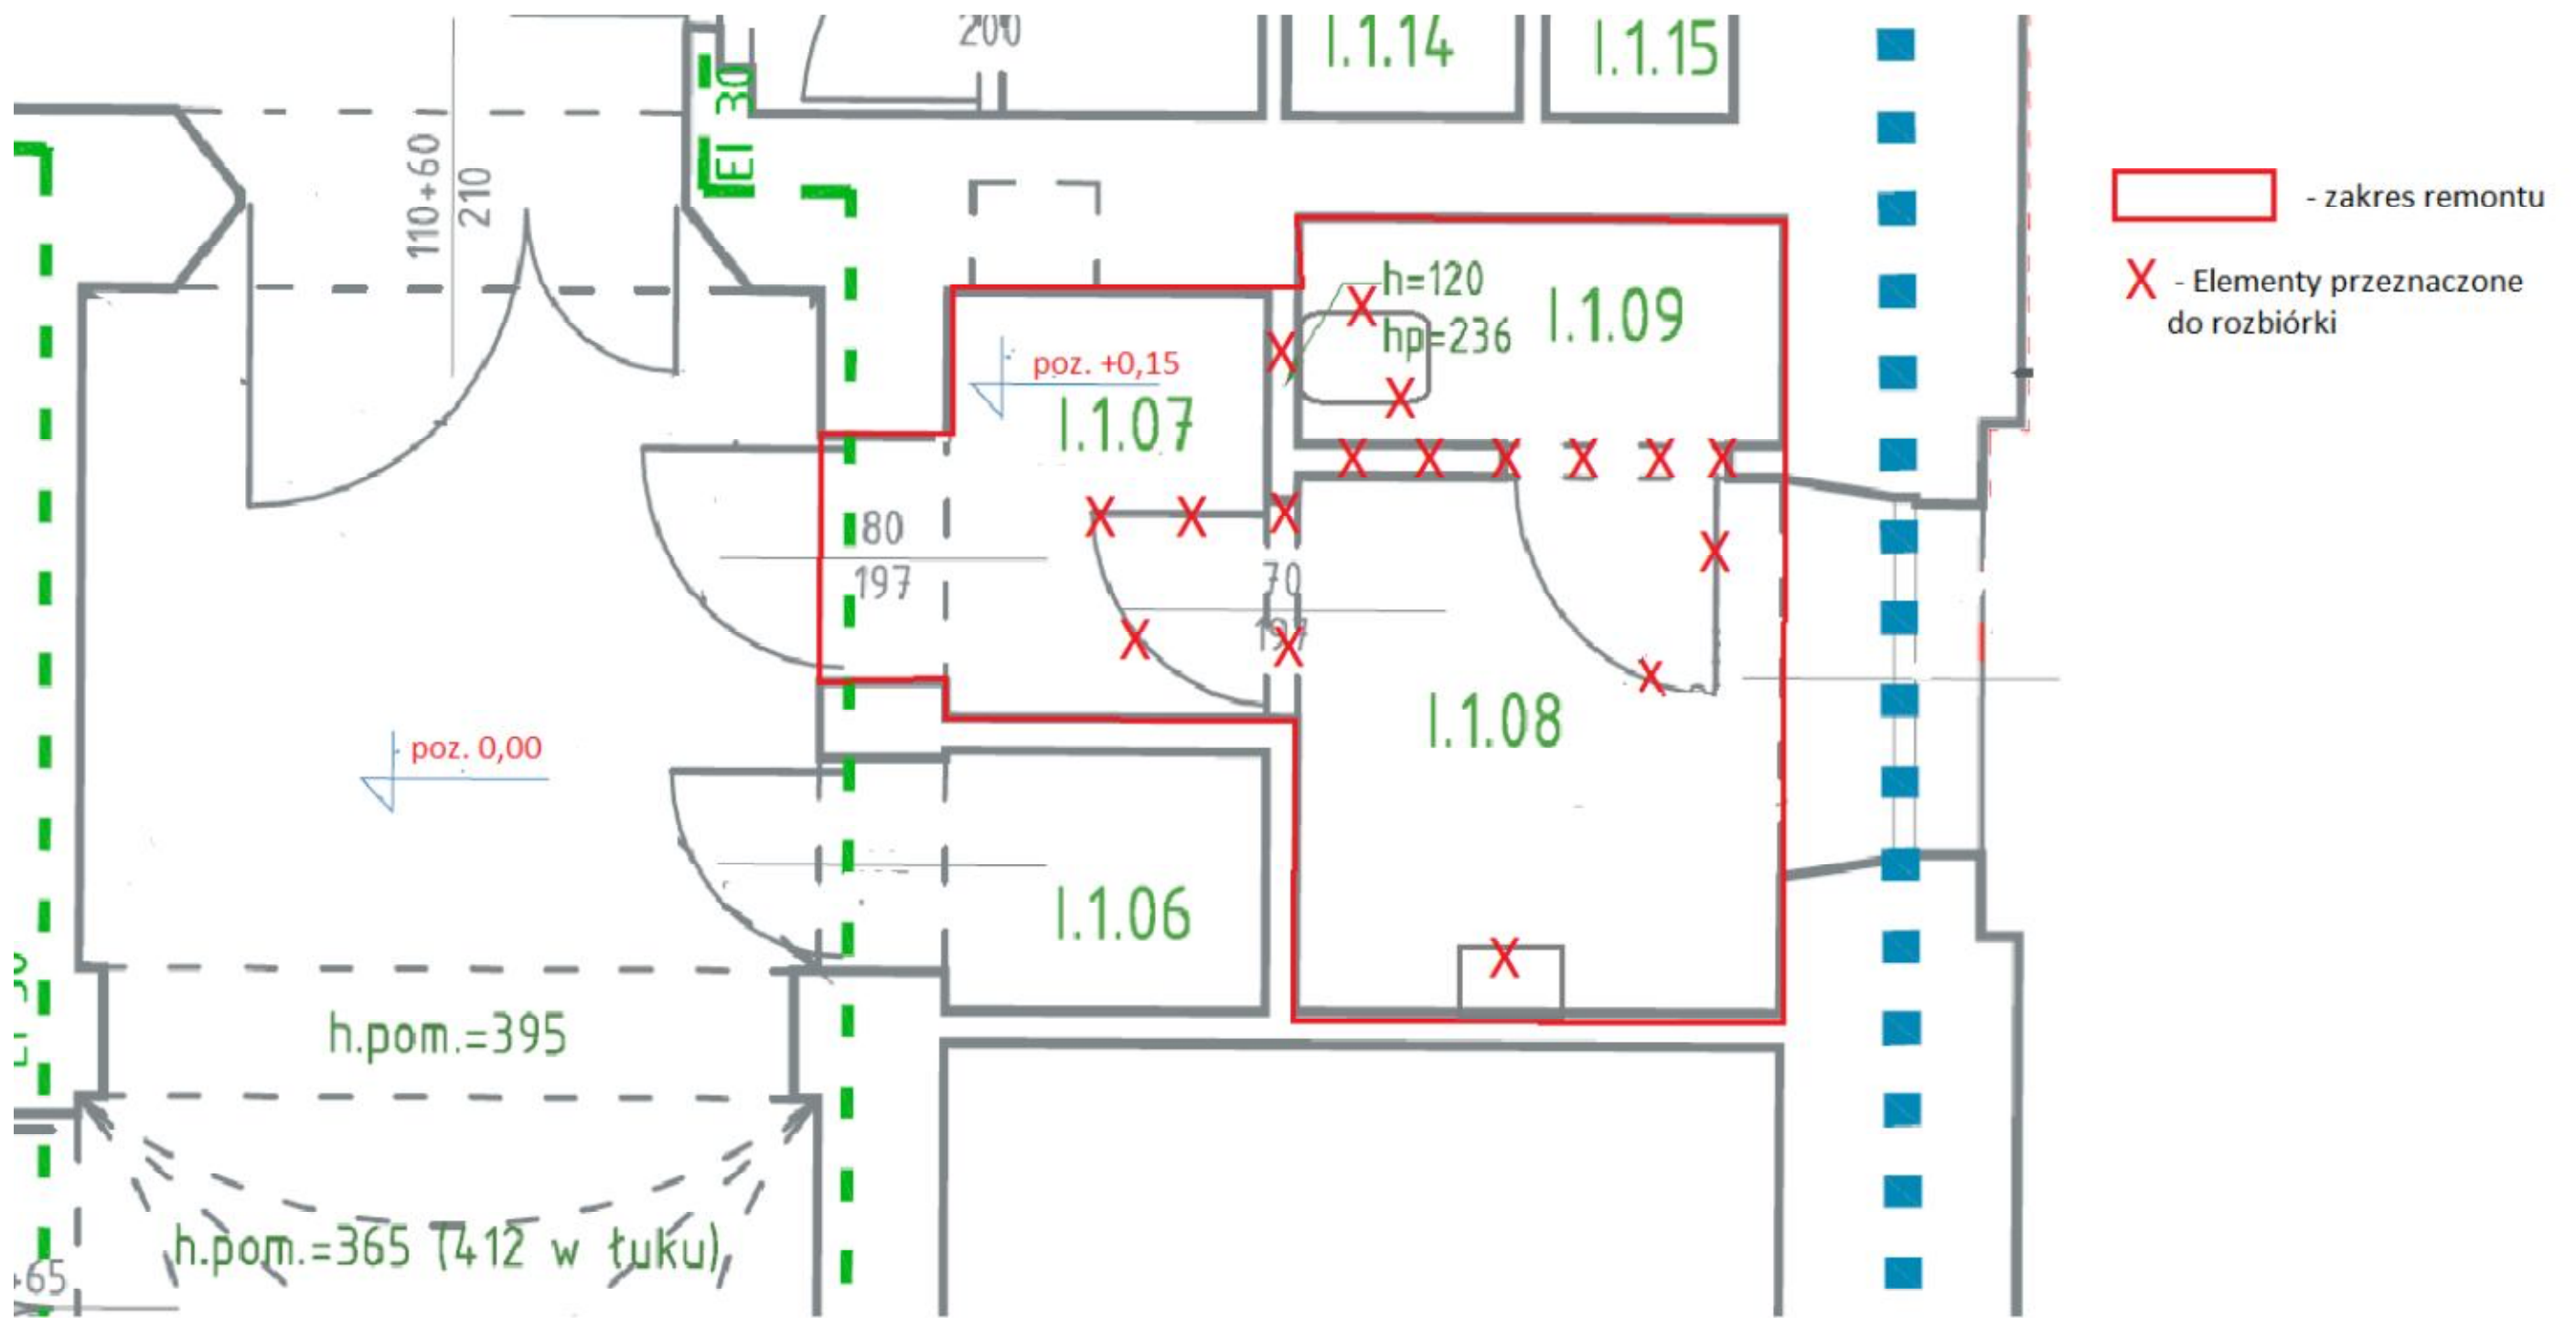 200
I.1.14
I.1.15
EI 30
110+60
210
- zakres remontu
X - Elementy przeznaczone
do rozbiórki
h=120
hp=236
I.1.09
poz. +0,15
I.1.07
80
197
70
197
I.1.08
poz. 0,00
I.1.06
h.pom.=395
h.pom.=365 (412 w łuku)
+65